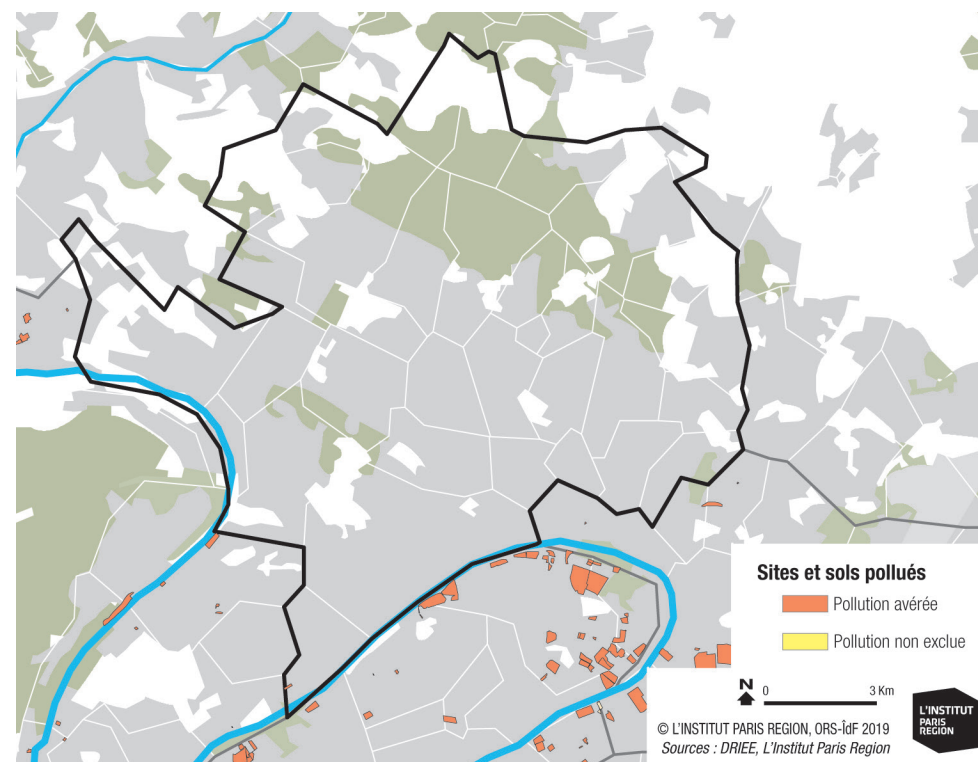 Sites et sols pollués
Pollution avérée
Pollution non exclue
N
0
3 Km
© L'INSTITUT PARIS REGION, ORS-ÎdF 2019
Sources : DRIEE, L'Institut Paris Region
L'INSTITUT
PARIS
REGION